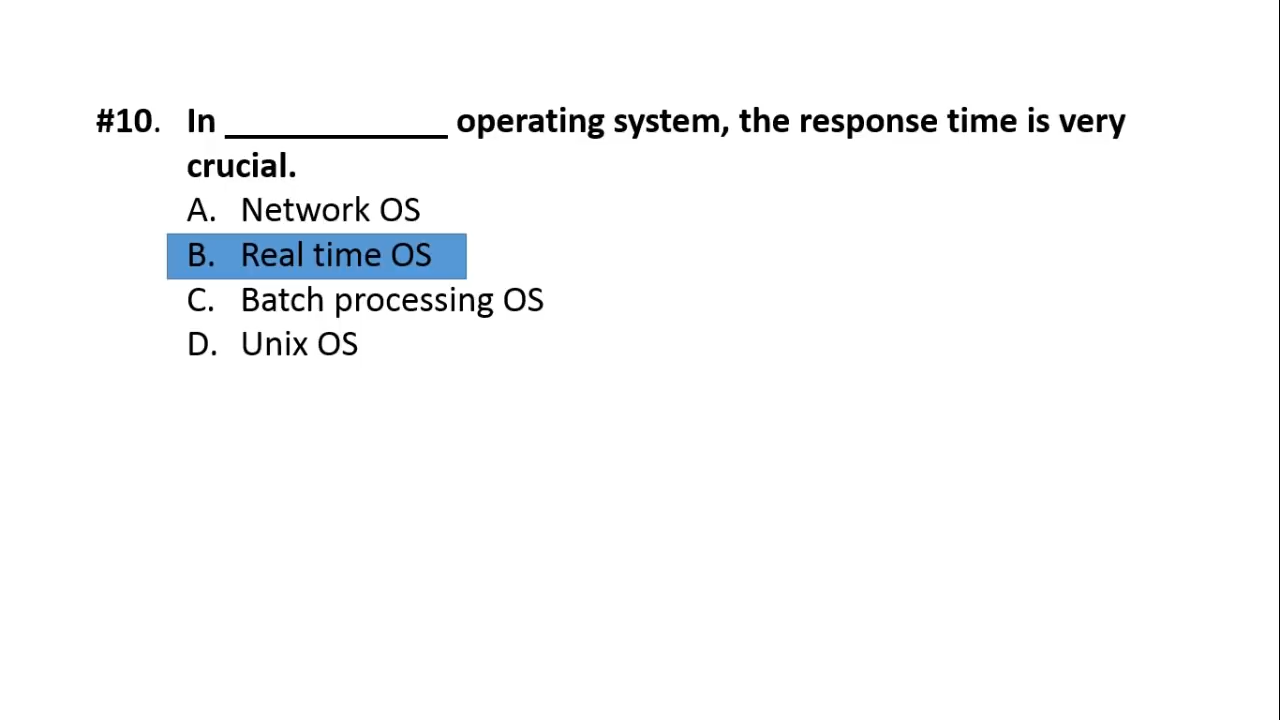 #10. In ____________ operating system, the response time is very
crucial.
A. Network OS
B. Real time OS
C. Batch processing OS
D. Unix OS